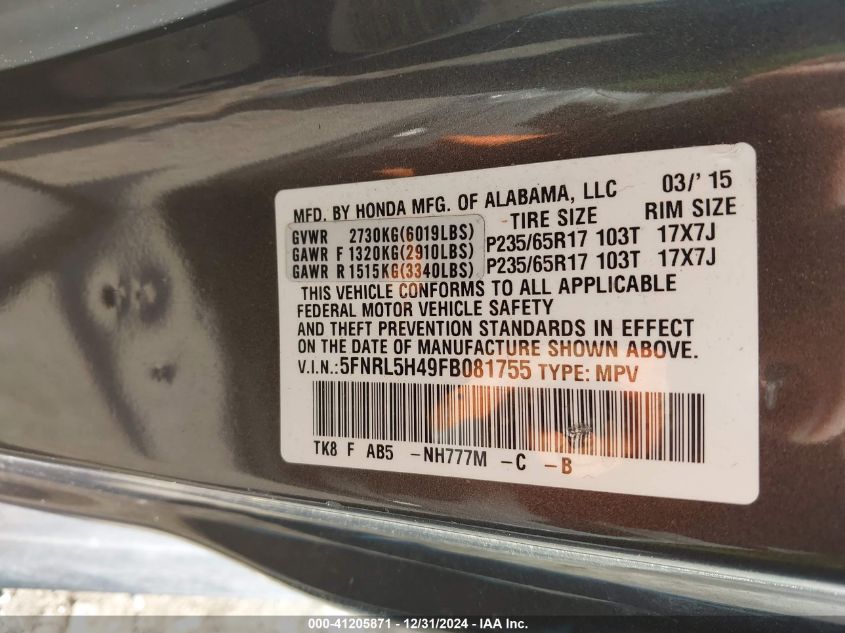 MFD. BY HONDA MFG. OF ALABAMA, LLC 03/' 15
TIRE SIZE RIM SIZE
GVWR 2730KG(6019LBS)
GAWR F 1320KG(2910LBS) P235/65R17 103T 17X7J
GAWR R 1515KG(3340LBS) P235/65R17 103T 17X7J
THIS VEHICLE CONFORMS TO ALL APPLICABLE
FEDERAL MOTOR VEHICLE SAFETY
AND THEFT PREVENTION STANDARDS IN EFFECT
ON THE DATE OF MANUFACTURE SHOWN ABOVE.
V.I.N.:5FNRL5H49FB081755 TYPE: MPV
TK8 F AB5 -NH777M -C -B
000-41205871 - 12/31/2024 - IAA Inc.